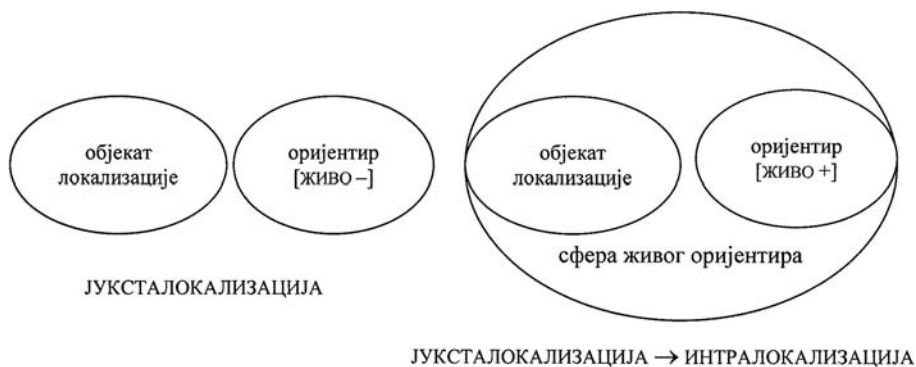 објекат
локализације
оријентир
[живо –]
објекат
локализације
оријентир
[живо +]
сфера живог оријентира
ЈУКСТАЛОКАЛИЗАЦИЈА
ЈУКСТАЛОКАЛИЗАЦИЈА → ИНТРАЛОКАЛИЗАЦИЈА